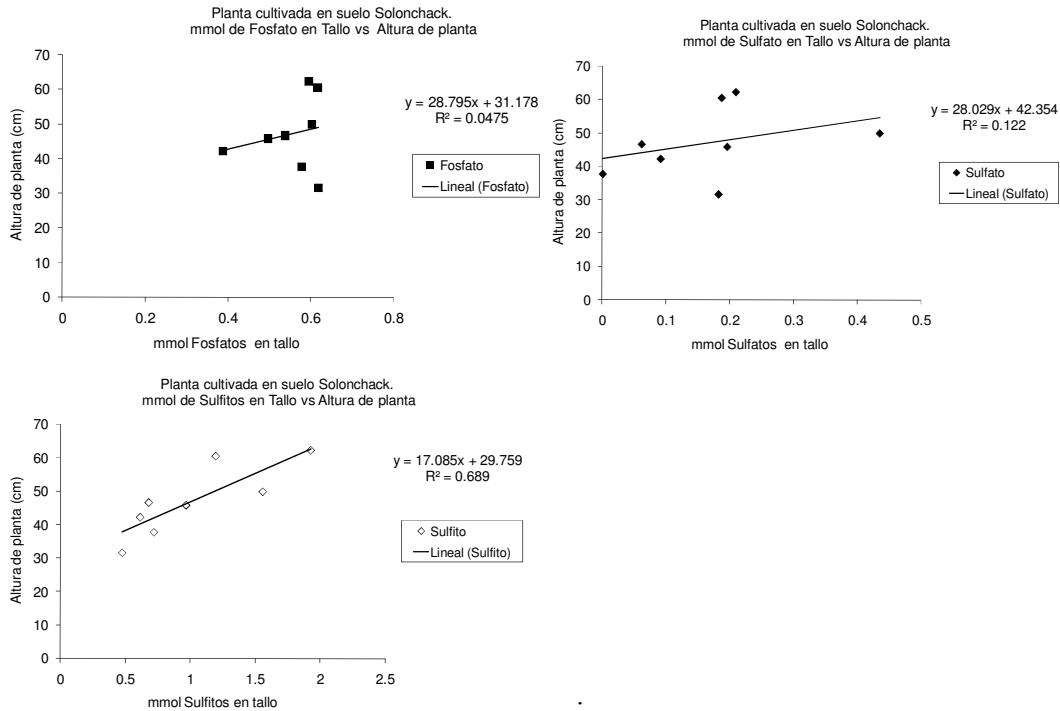 Planta cultivada en suelo Solonchack.
mmol de Fosfato en Tallo vs Altura de planta
70
60
50
40
30
20
10
0
Altura de planta (cm)
y = 28.795x + 31.178
R² = 0.0475
Fosfato
Lineal (Fosfato)
0 0.2 0.4 0.6 0.8
mmol Fosfatos en tallo
Planta cultivada en suelo Solonchack.
mmol de Sulfato en Tallo vs Altura de planta
70
60
50
40
30
20
10
0
Altura de planta (cm)
y = 28.029x + 42.354
R² = 0.122
Sulfato
Lineal (Sulfato)
0 0.1 0.2 0.3 0.4 0.5
mmol Sulfatos en tallo
Planta cultivada en suelo Solonchack.
mmol de Sulfitos en Tallo vs Altura de planta
70
60
50
40
30
20
10
0
Altura de planta (cm)
y = 17.085x + 29.759
R² = 0.689
Sulfito
Lineal (Sulfito)
0 0.5 1 1.5 2 2.5
mmol Sulfitos en tallo
.